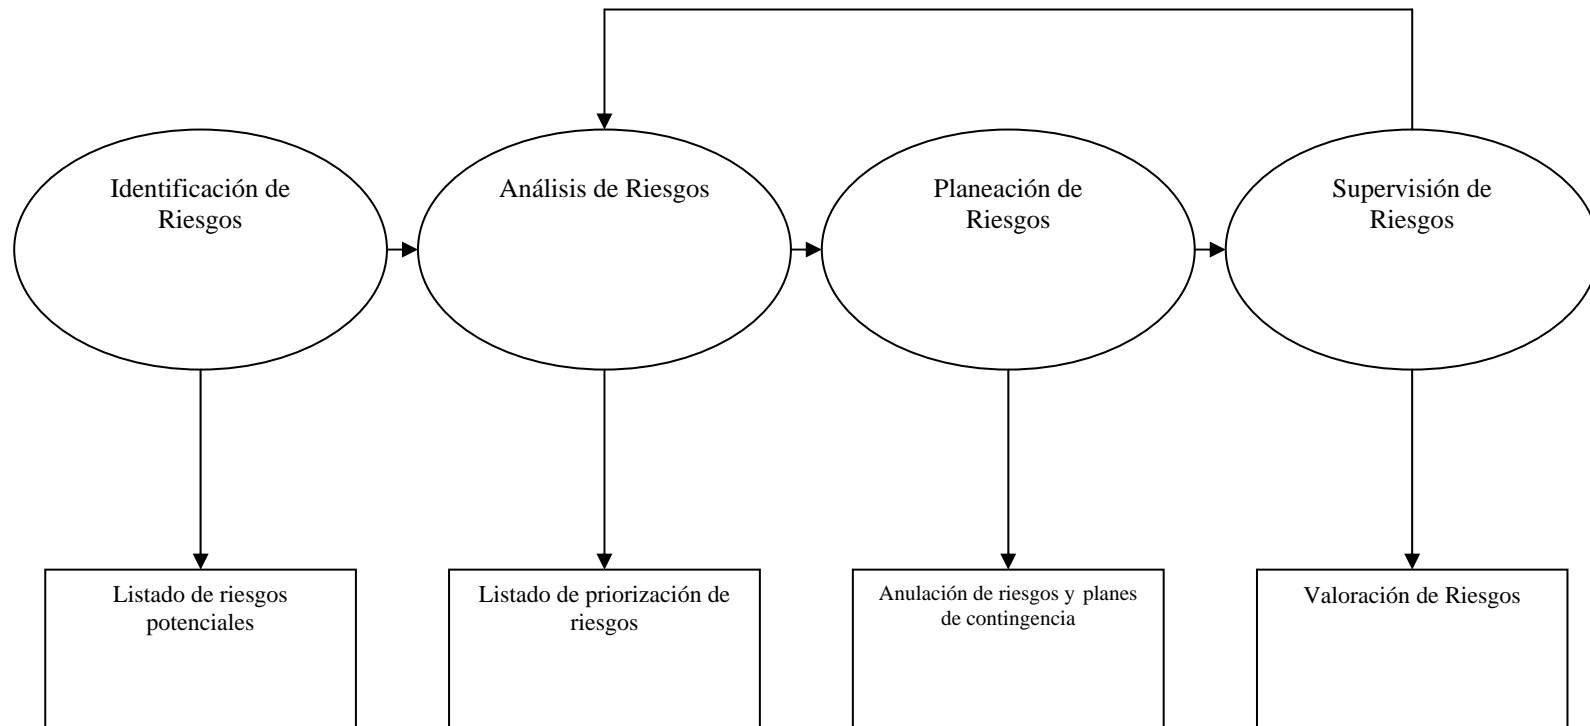 Identificación de
Riesgos
Análisis de Riesgos
Planeación de
Riesgos
Supervisión de
Riesgos
Listado de riesgos
potenciales
Listado de priorización de
riesgos
Anulación de riesgos y planes
de contingencia
Valoración de Riesgos